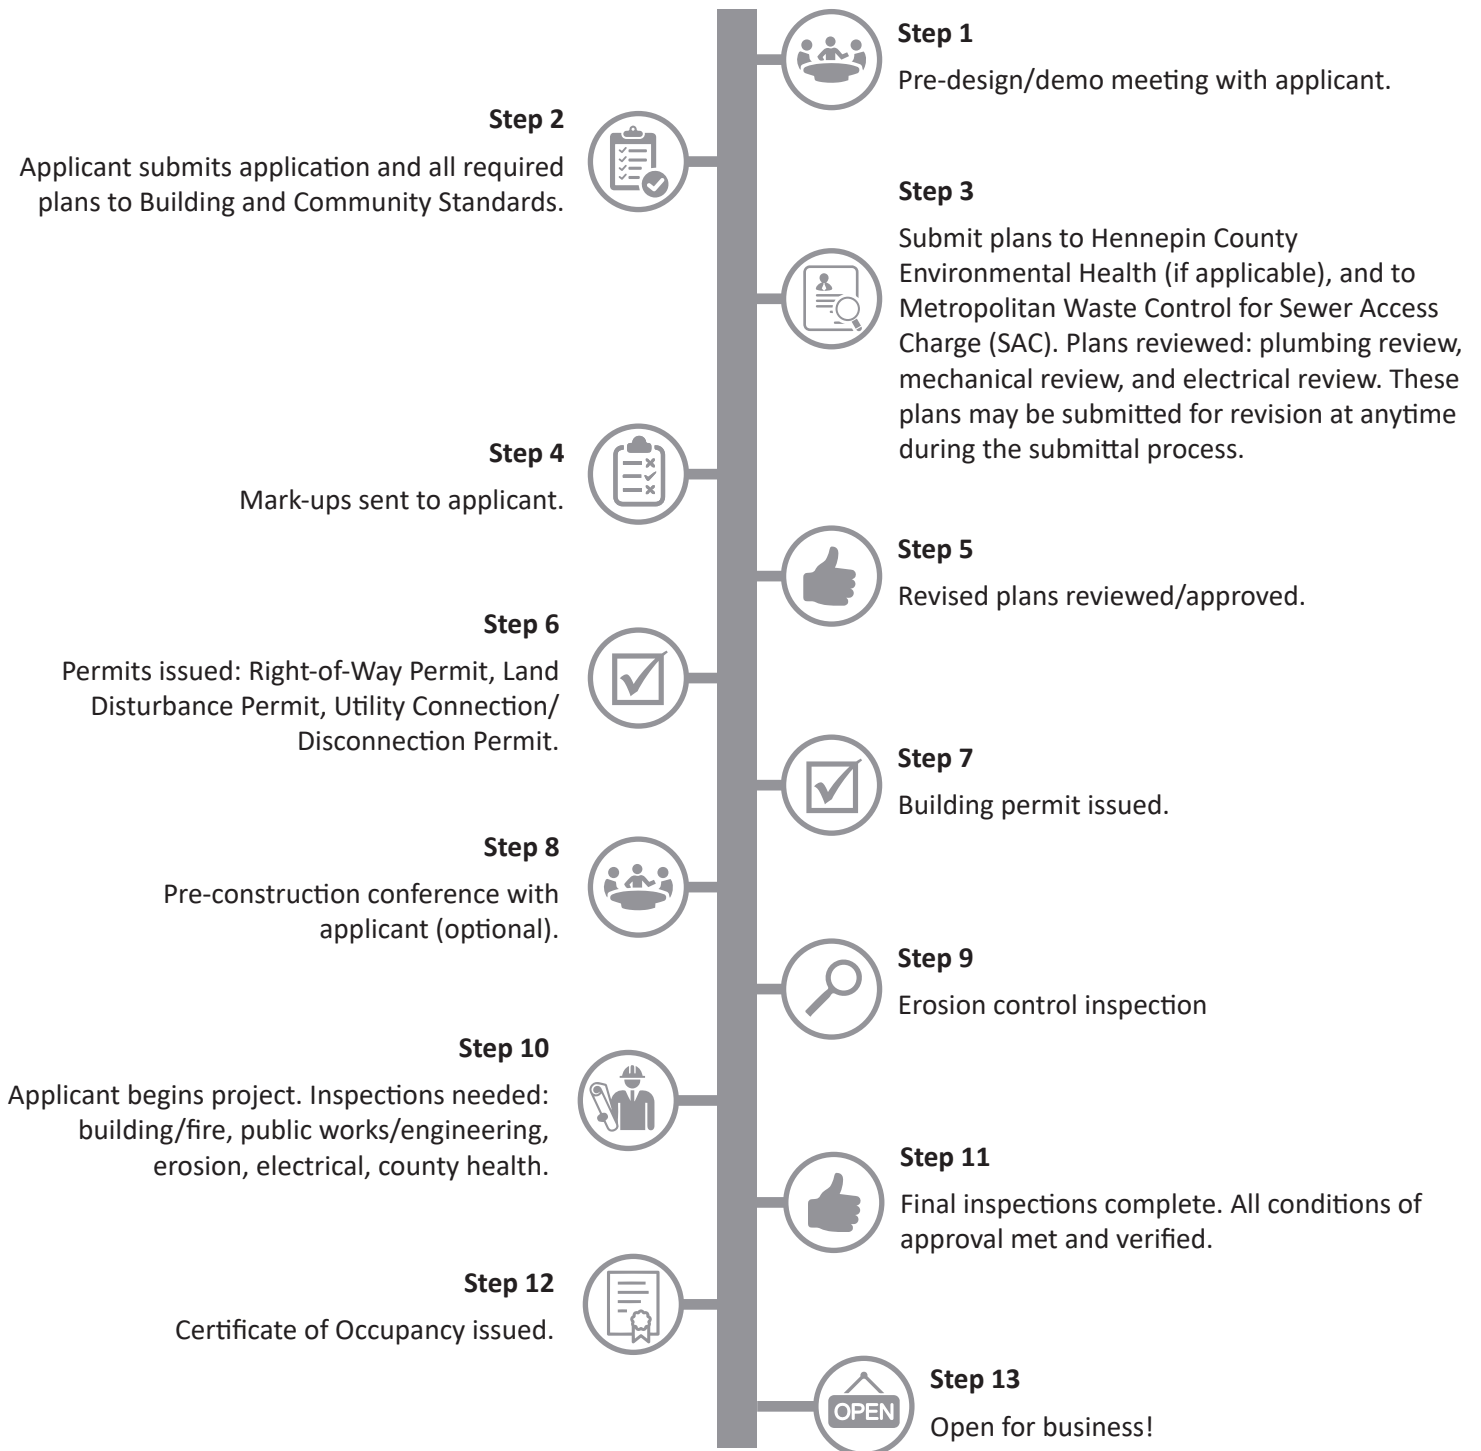 Step 1
Pre-design/demo meeting with applicant.
Step 2
Applicant submits application and all required
plans to Building and Community Standards.
Step 3
Submit plans to Hennepin County
Environmental Health (if applicable), and to
Metropolitan Waste Control for Sewer Access
Charge (SAC). Plans reviewed: plumbing review,
mechanical review, and electrical review. These
plans may be submitted for revision at anytime
during the submittal process.
Step 4
Mark-ups sent to applicant.
Step 5
Revised plans reviewed/approved.
Step 6
Permits issued: Right-of-Way Permit, Land
Disturbance Permit, Utility Connection/
Disconnection Permit.
Step 7
Building permit issued.
Step 8
Pre-construction conference with
applicant (optional).
Step 9
Erosion control inspection
Step 10
Applicant begins project. Inspections needed:
building/fire, public works/engineering,
erosion, electrical, county health.
Step 11
Final inspections complete. All conditions of
approval met and verified.
Step 12
Certificate of Occupancy issued.
Step 13
OPEN
Open for business!